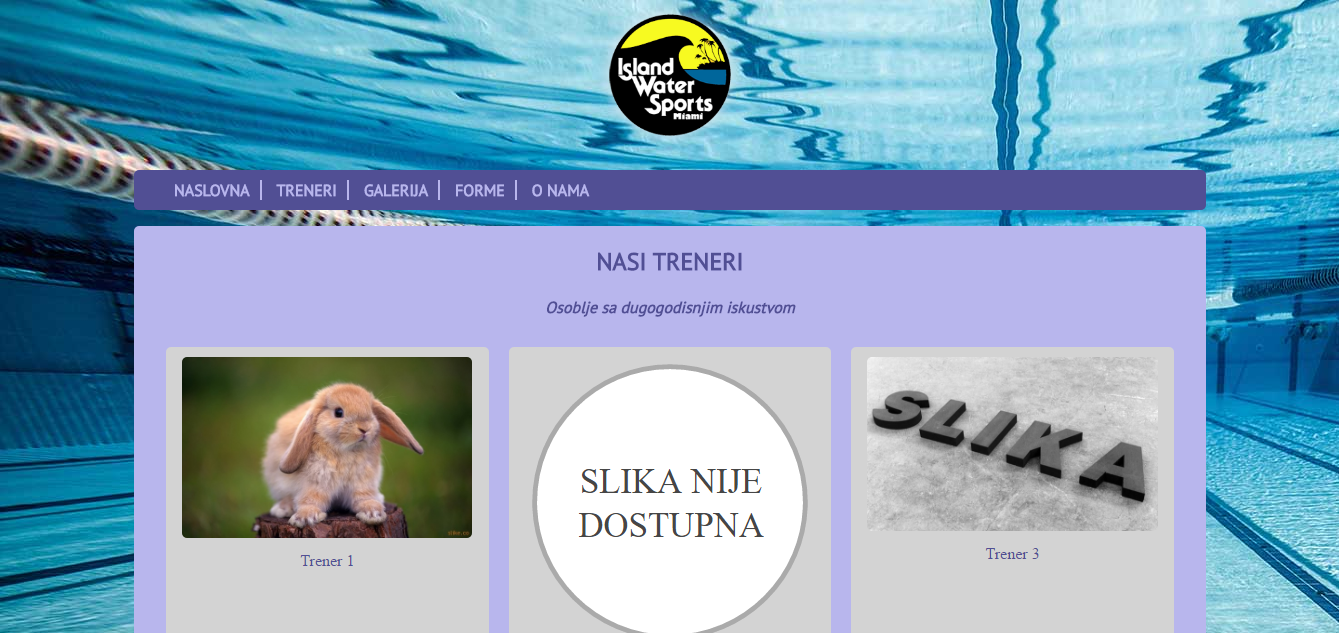 Island
Water
Sports
Miami
NASLOVNA
TRENERI
GALERIJA
FORME
O NAMA
NASI TRENERI
Osoblje sa dugogodisnjim iskustvom
SLIKA NIJE
DOSTUPNA
SLIKA
Trener 1
Trener 3